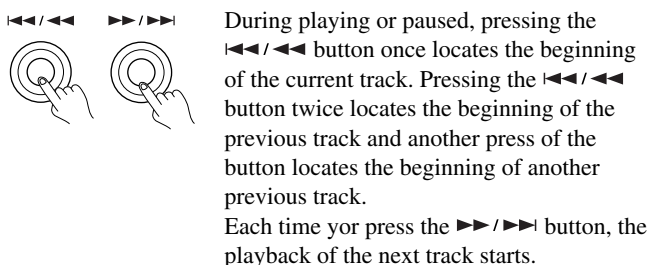 ⏮◀/◀◀ ▶▶/▶▶⏭
During playing or paused, pressing the
|◀◀/◀◀ button once locates the beginning
of the current track. Pressing the |◀◀/◀◀
button twice locates the beginning of the
previous track and another press of the
button locates the beginning of another
previous track.
Each time yor press the ▶▶/▶▶| button, the
playback of the next track starts.